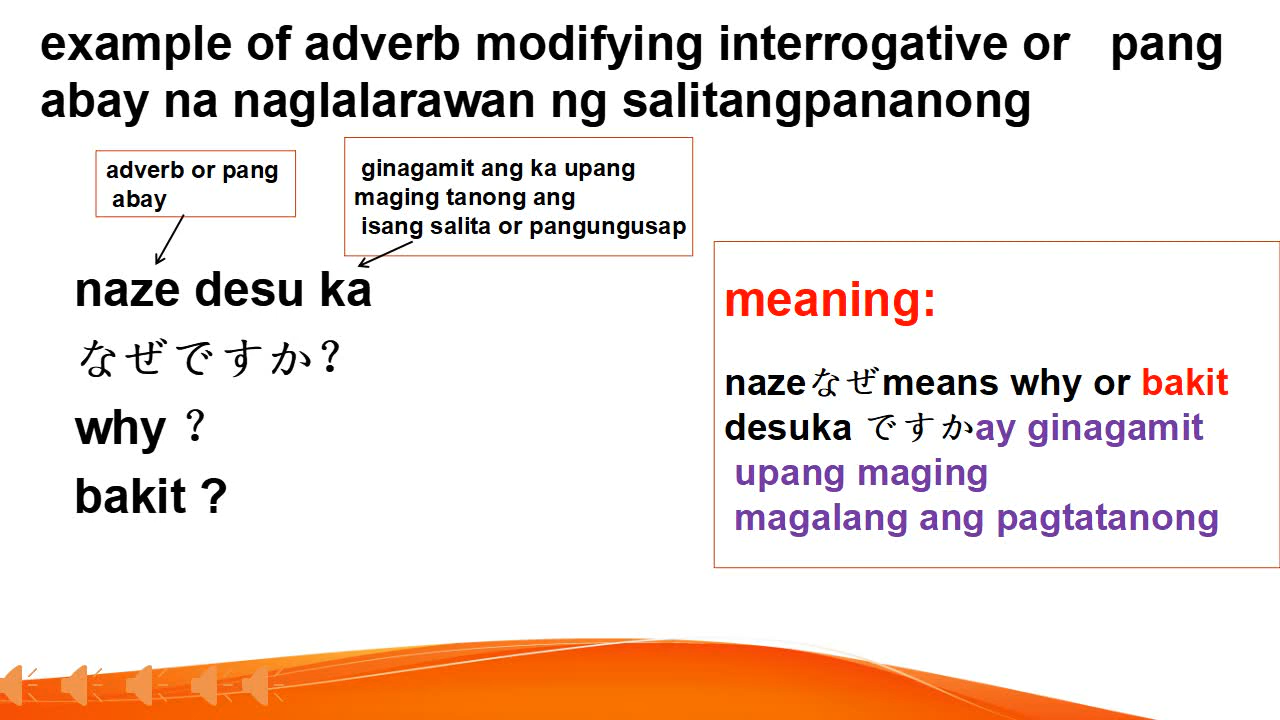 example of adverb modifying interrogative or pang
abay na naglalarawan ng salitangpananong
adverb or pang
abay
ginagamit ang ka upang
maging tanong ang
isang salita or pangungusap
naze desu ka
なぜですか？
why？
bakit ?
meaning:
nazeなぜmeans why or bakit
desuka ですかay ginagamit
upang maging
magalang ang pagtatanong